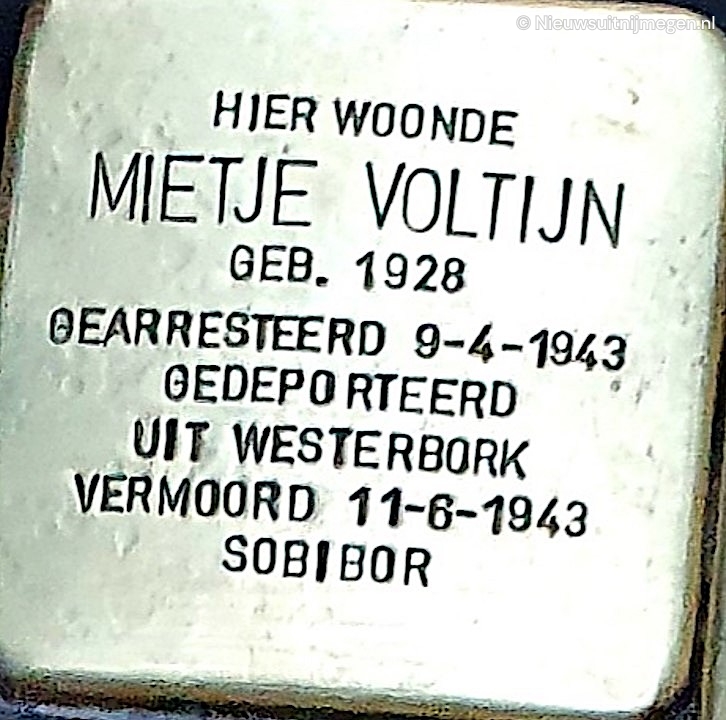 © Nieuwsuitnijmegen.nl
HIER WOONDE
MIETJE VOLTIJN
GEB. 1928
GEARRESTEERD 9-4-1943
GEDEPORTEERD
UIT WESTERBORK
VERMOORD 11-6-1943
SOBIBOR